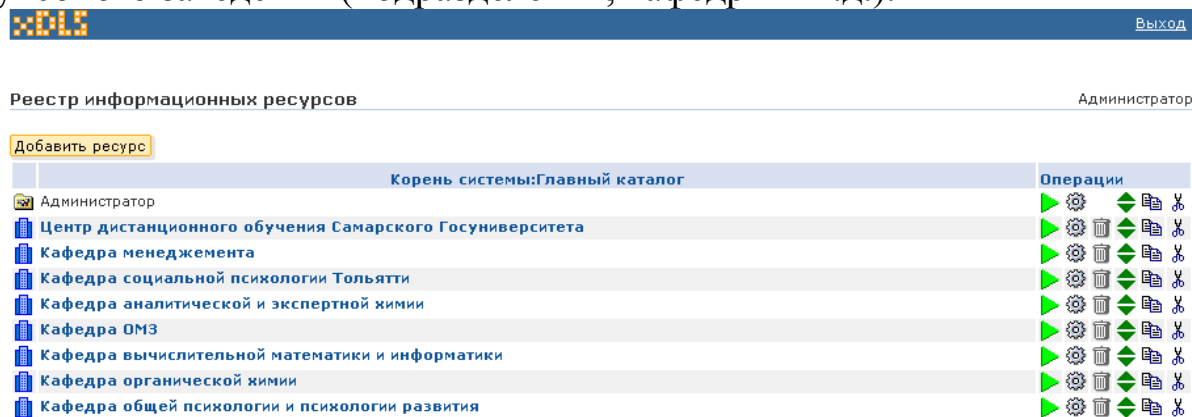 xDLS
Выход
Реестр информационных ресурсов
Администратор
Добавить ресурс
Корень системы:Главный каталог Операции
Администратор
Центр дистанционного обучения Самарского Госуниверситета
Кафедра менеджемента
Кафедра социальной психологии Тольятти
Кафедра аналитической и экспертной химии
Кафедра ОМЗ
Кафедра вычислительной математики и информатики
Кафедра органической химии
Кафедра общей психологии и психологии развития